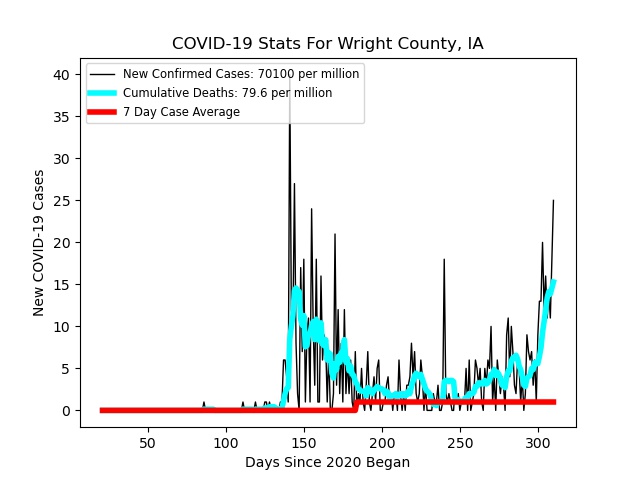 COVID-19 Stats For Wright County, IA
New Confirmed Cases: 70100 per million
Cumulative Deaths: 79.6 per million
7 Day Case Average
40
35
30
25
20
15
10
5
0
New COVID-19 Cases
50 100 150 200 250 300
Days Since 2020 Began